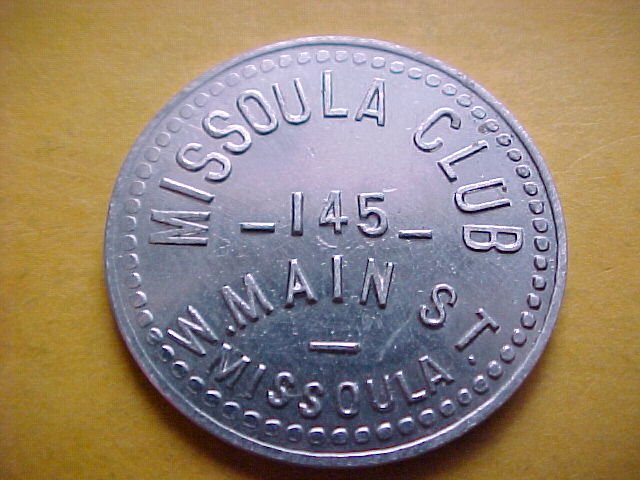 MISSOULA CLUB
– 145 –
W. MAIN ST.
–
MISSOULA